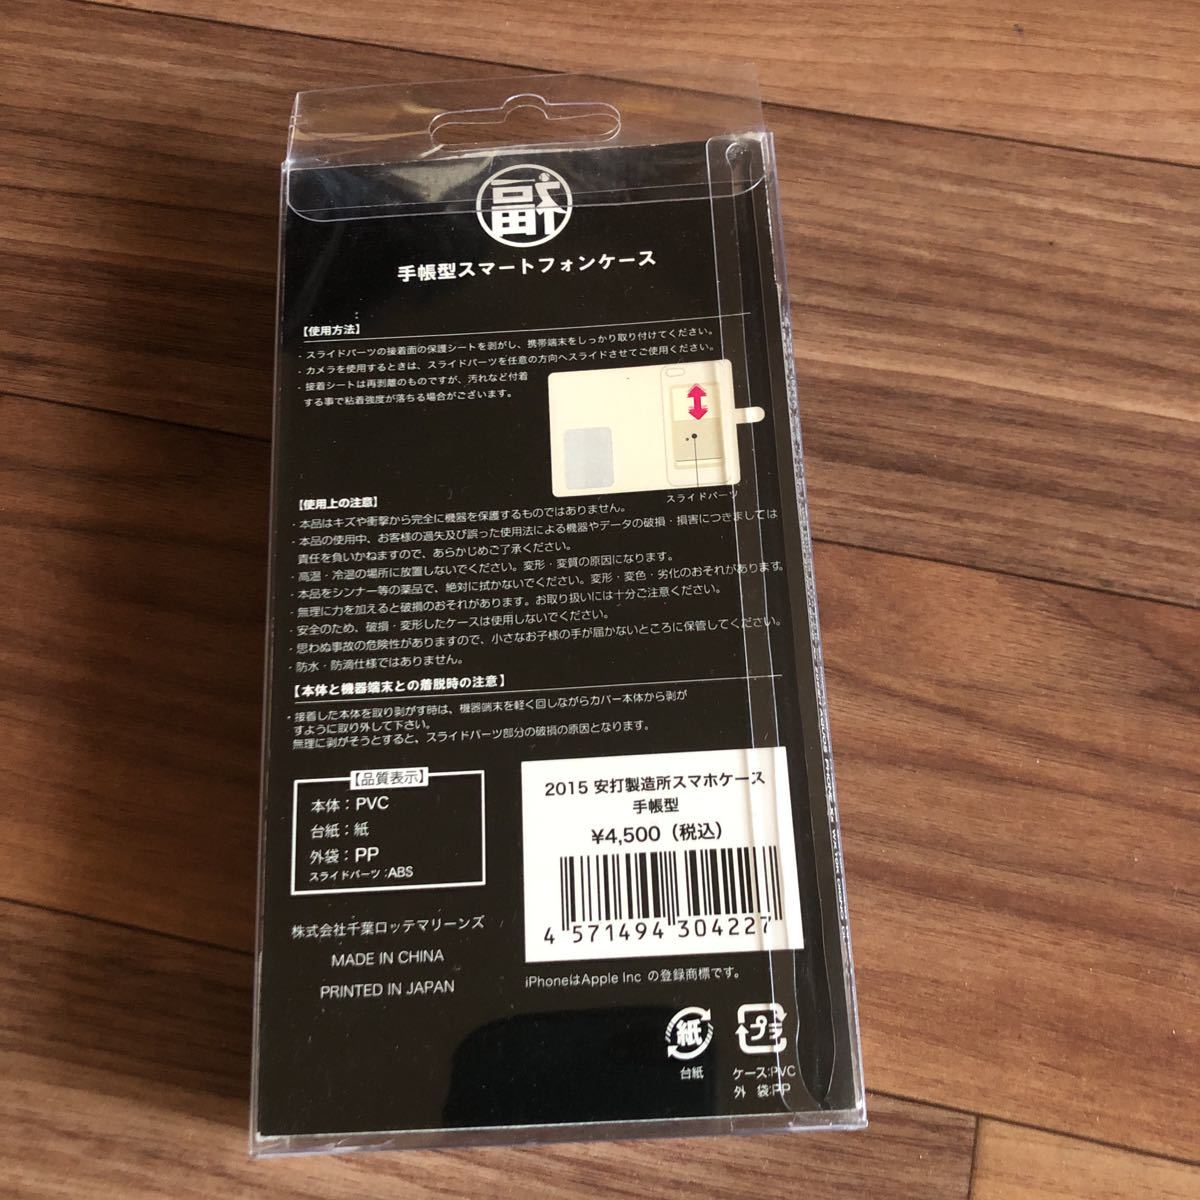 福
手帳型スマートフォンケース
【使用方法】
・スライドパーツの接着面の保護シートを剥がし、携帯端末をしっかり取り付けてください。
・カメラを使用するときは、スライドパーツを任意の方向へスライドさせてご使用ください。
・接着シートは再剥離のものですが、汚れなど付着
する事で粘着強度が落ちる場合がございます。
スライドパーツ
【使用上の注意】
・本品はキズや衝撃から完全に機器を保護するものではありません。
・本品の使用中、お客様の過失及び誤った使用法による機器やデータの破損・損害につきましては
責任を負いかねますので、あらかじめご了承ください。
・高温・冷温の場所に放置しないでください。変形・変質の原因になります。
・本品をシンナー等の薬品で、絶対に拭かないでください。変形・変色・劣化のおそれがあります。
・無理に力を加えると破損のおそれがあります。お取り扱いには十分ご注意ください。
・安全のため、破損・変形したケースは使用しないでください。
・思わぬ事故の危険性がありますので、小さなお子様の手が届かないところに保管してください。
・防水・防滴仕様ではありません。
【本体と機器端末との着脱時の注意】
・接着した本体を取り剥がす時は、機器端末を軽く回しながらカバー本体から剥が
すように取り外して下さい。
無理に剥がそうとすると、スライドパーツ部分の破損の原因となります。
【品質表示】
本体：PVC
台紙：紙
外袋：PP
スライドパーツ：ABS
2015 安打製造所スマホケース
手帳型
¥4,500（税込）
4 571494 304227
株式会社千葉ロッテマリーンズ
MADE IN CHINA
PRINTED IN JAPAN
iPhoneはApple Inc の登録商標です。
紙
台紙
プラ
ケース:PVC
外 袋:PP